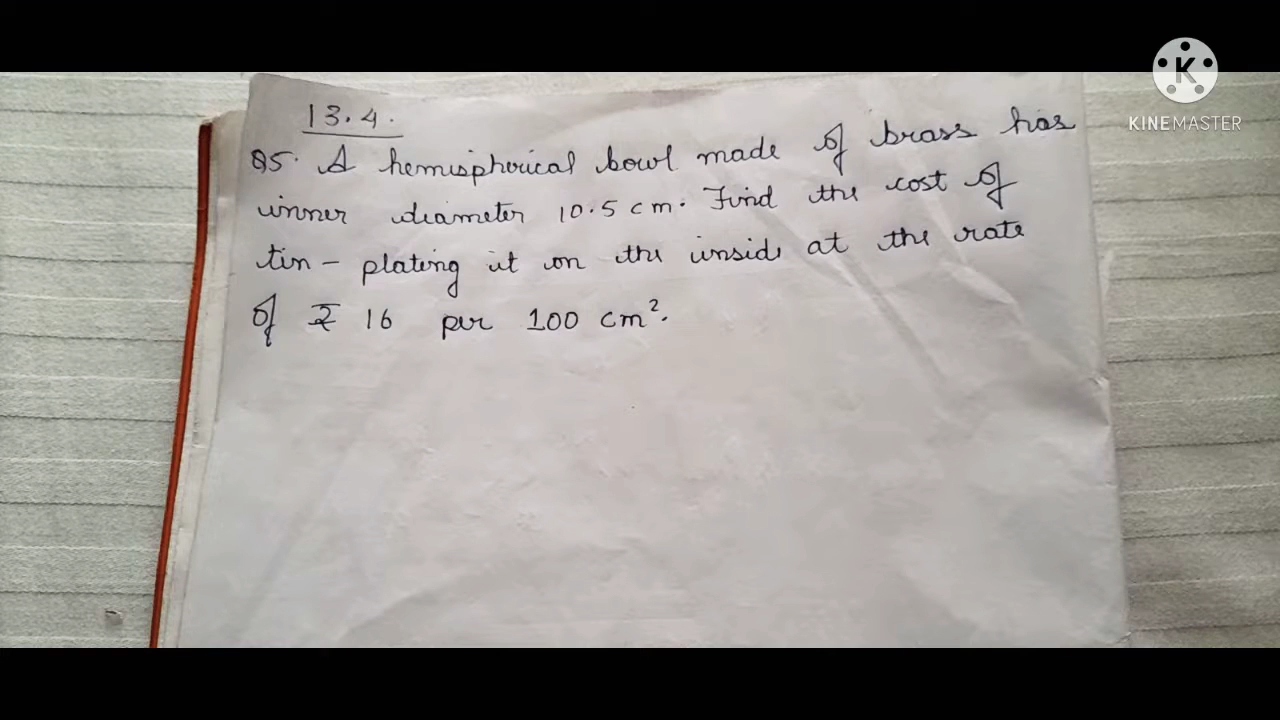 13.4.
Q5. A hemispherical bowl made of brass has
inner diameter 10.5 cm. Find the cost of
tin - plating it on the inside at the rate
of ₹ 16 per 100 cm².
K
KINEMASTER